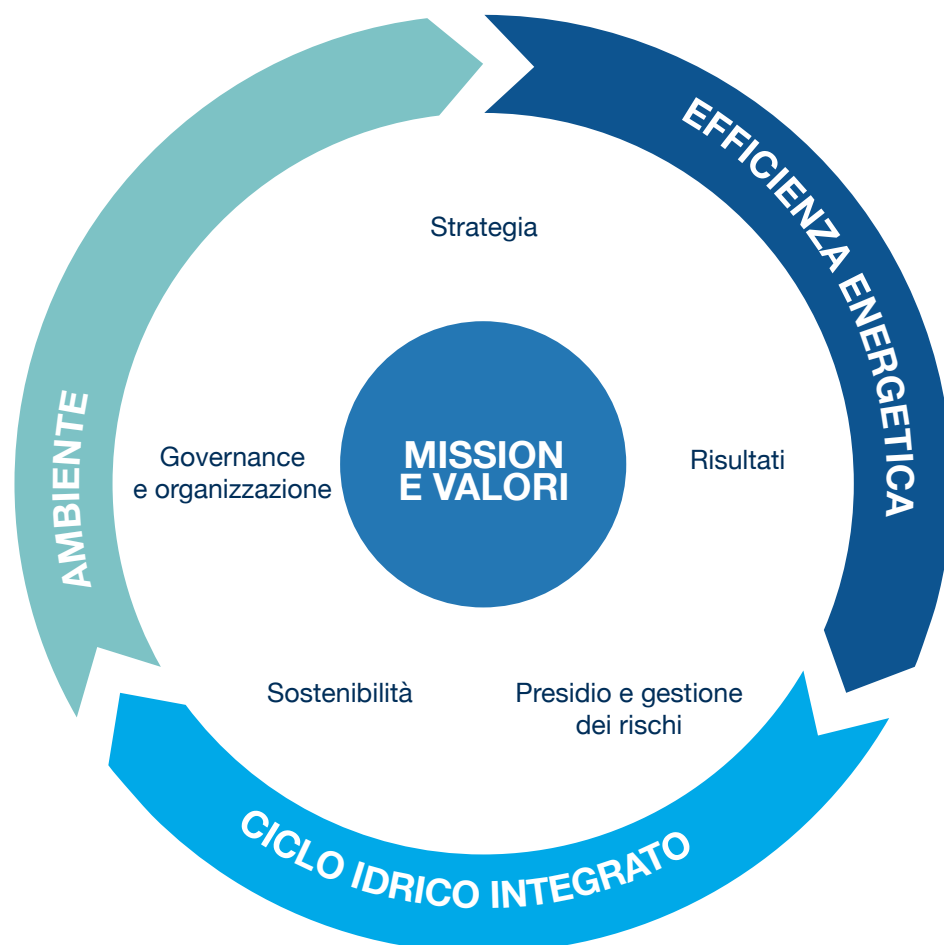 EFFICIENZA ENERGETICA
Strategia
AMBIENTE
Governance
e organizzazione
MISSION
E VALORI
Risultati
Sostenibilità
Presidio e gestione
dei rischi
CICLO IDRICO INTEGRATO